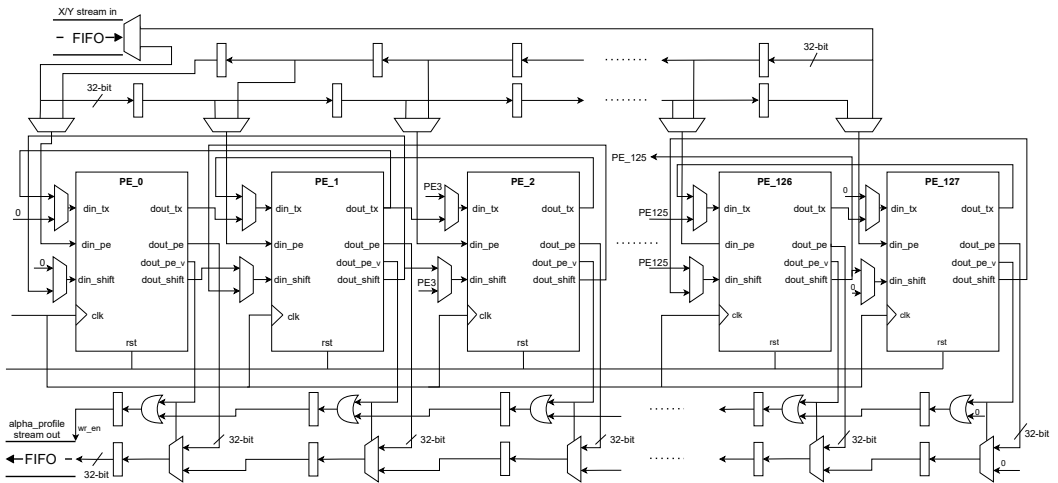 X/Y stream in
FIFO
32-bit
32-bit
PE_125
PE_0
PE_1
PE_2
PE_126
PE_127
0
din_tx
dout_tx
din_pe
dout_pe
dout_pe_v
0
din_shift
dout_shift
clk
rst
din_tx
dout_tx
din_pe
dout_pe
dout_pe_v
din_shift
dout_shift
clk
rst
PE3
din_tx
dout_tx
din_pe
dout_pe
dout_pe_v
din_shift
dout_shift
PE3
clk
rst
PE125
din_tx
dout_tx
din_pe
dout_pe
dout_pe_v
PE125
din_shift
dout_shift
clk
rst
0
din_tx
dout_tx
din_pe
dout_pe
dout_pe_v
din_shift
dout_shift
0
clk
rst
alpha_profile
stream out
wr_en
FIFO
32-bit
32-bit
32-bit
32-bit
32-bit
0
32-bit
0